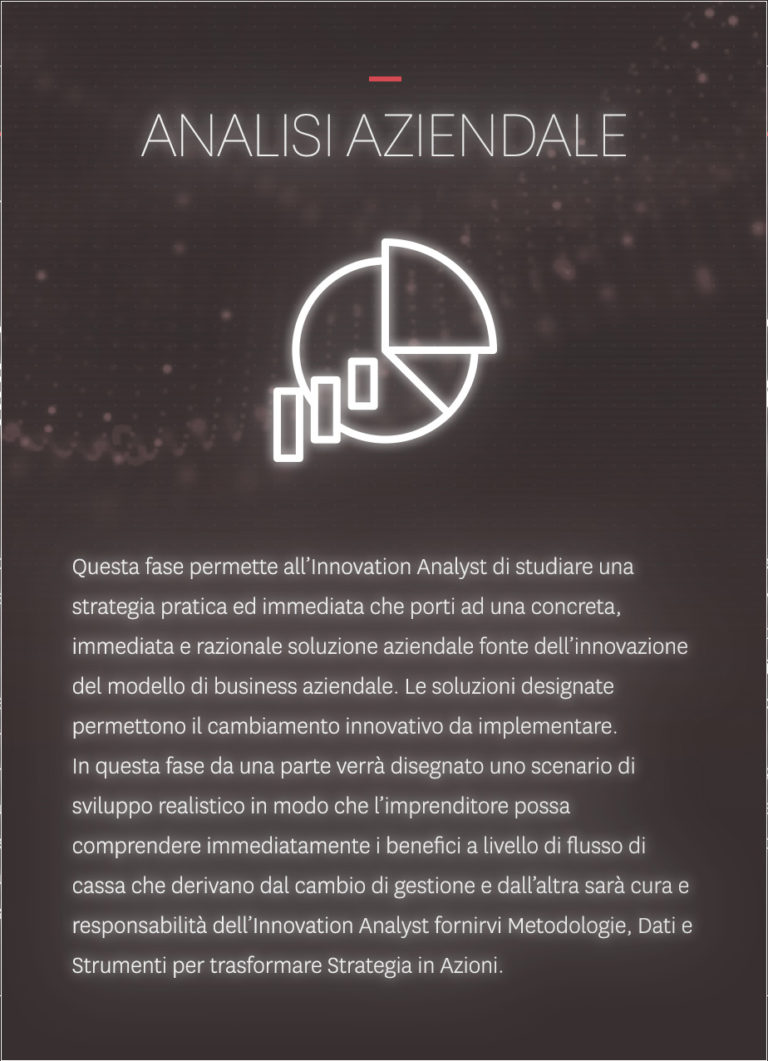 ANALISI AZIENDALE
Questa fase permette all’Innovation Analyst di studiare una
strategia pratica ed immediata che porti ad una concreta,
immediata e razionale soluzione aziendale fonte dell’innovazione
del modello di business aziendale. Le soluzioni designate
permettono il cambiamento innovativo da implementare.
In questa fase da una parte verrà disegnato uno scenario di
sviluppo realistico in modo che l’imprenditore possa
comprendere immediatamente i benefici a livello di flusso di
cassa che derivano dal cambio di gestione e dall’altra sarà cura e
responsabilità dell’Innovation Analyst fornirvi Metodologie, Dati e
Strumenti per trasformare Strategia in Azioni.